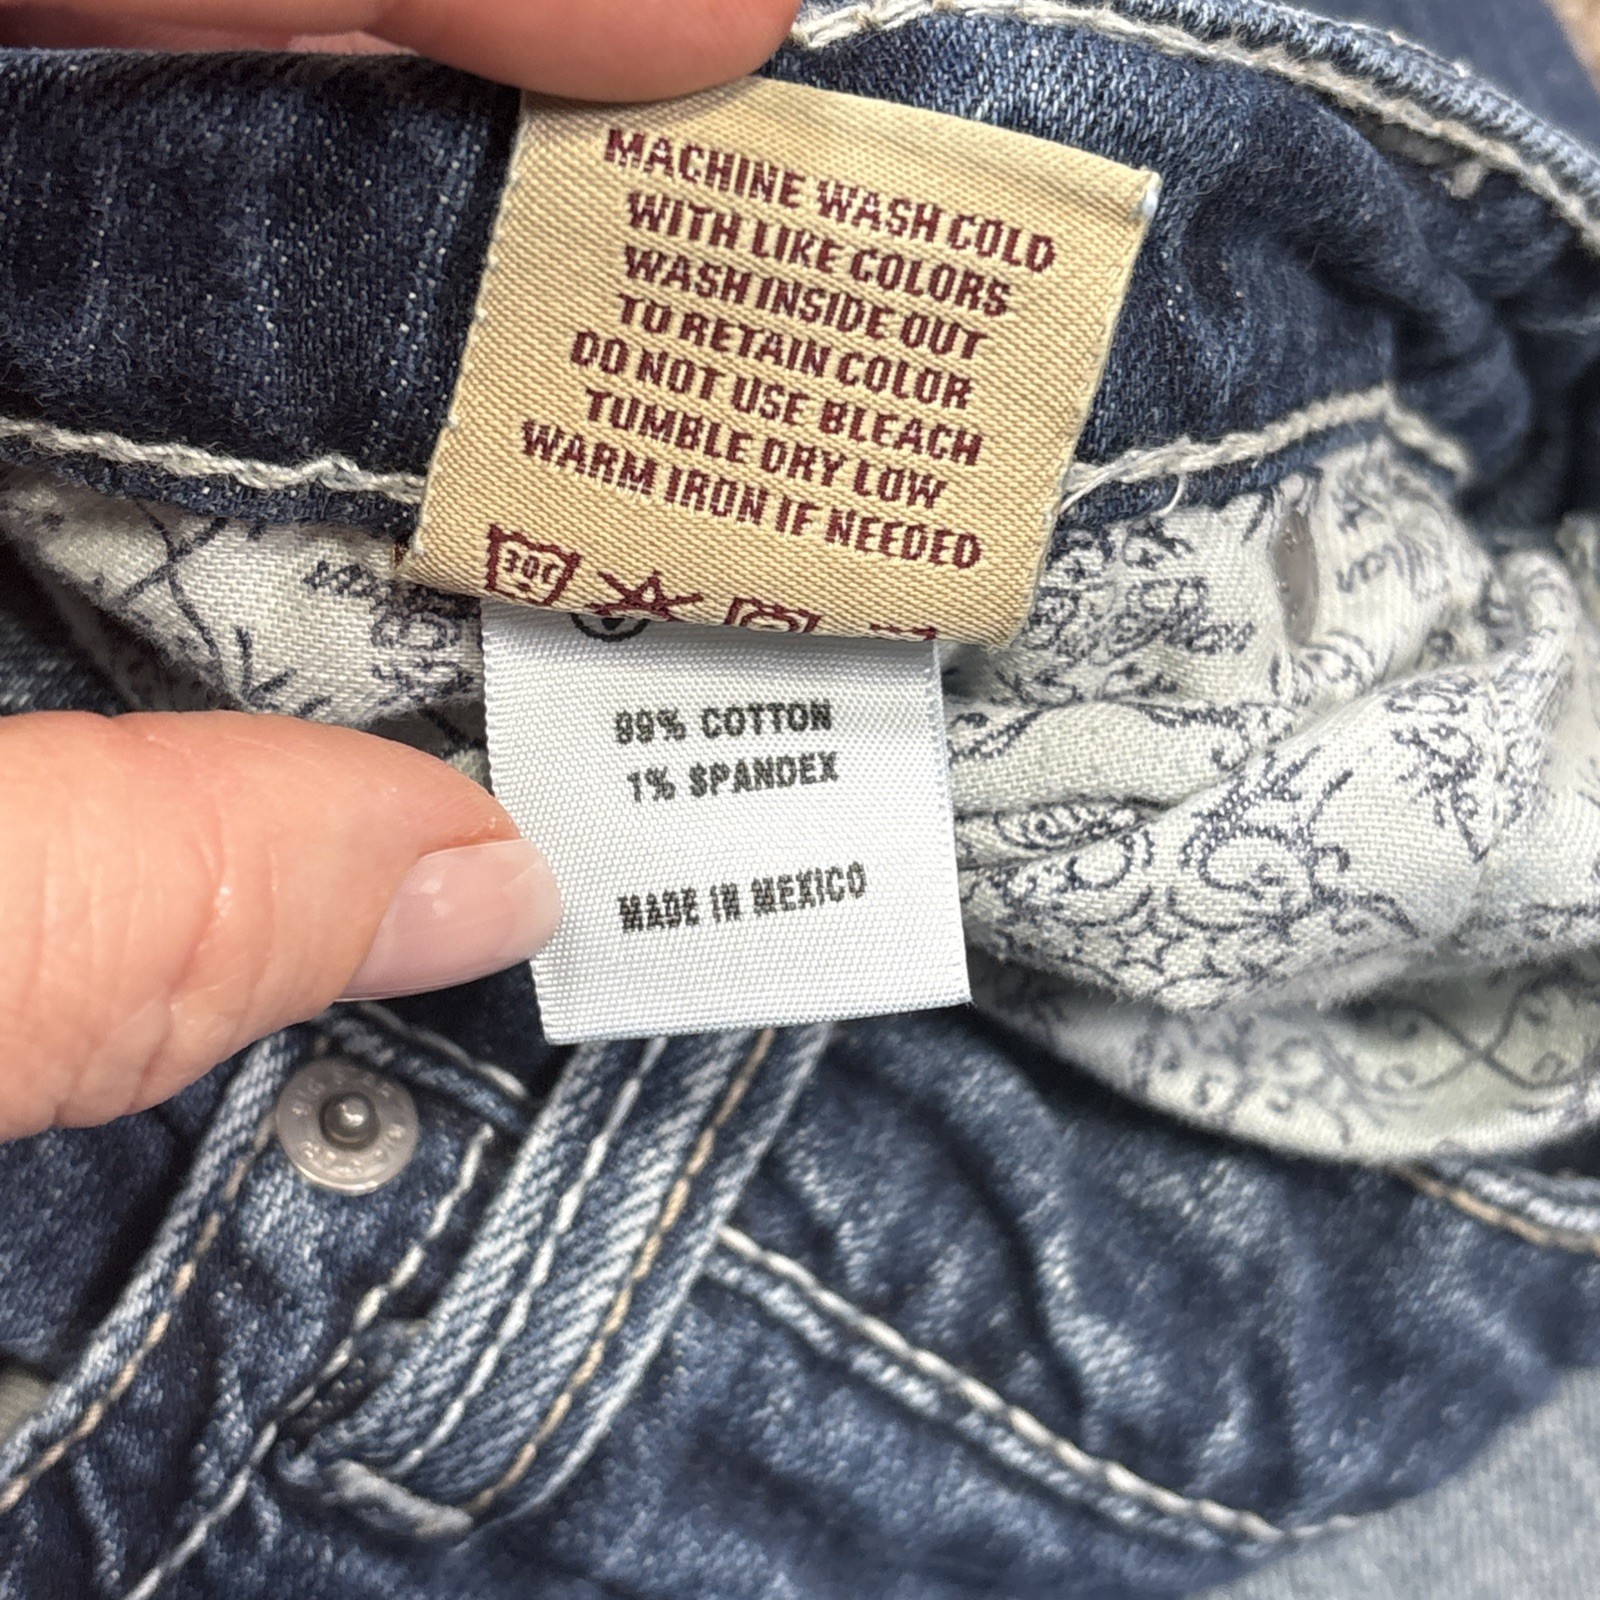 MACHINE WASH COLD
WITH LIKE COLORS
WASH INSIDE OUT
TO RETAIN COLOR
DO NOT USE BLEACH
TUMBLE DRY LOW
WARM IRON IF NEEDED
30C
99% COTTON
1% SPANDEX
MADE IN MEXICO